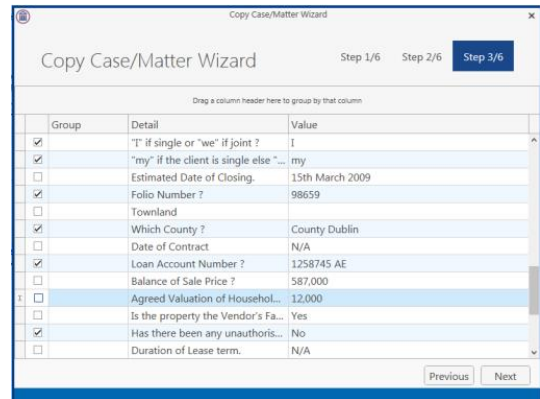 Copy Case/Matter Wizard
Copy Case/Matter Wizard Step 1/6 Step 2/6 Step 3/6
Drag a column header here to group by that column
Group Detail Value
"I" if single or "we" if joint ? I
"my" if the client is single else "... my
Estimated Date of Closing. 15th March 2009
Folio Number ? 98659
Townland
Which County ? County Dublin
Date of Contract N/A
Loan Account Number ? 1258745 AE
Balance of Sale Price ? 587,000
Agreed Valuation of Househol... 12,000
Is the property the Vendor's Fa... Yes
Has there been any unauthoris... No
Duration of Lease term. N/A
Previous Next